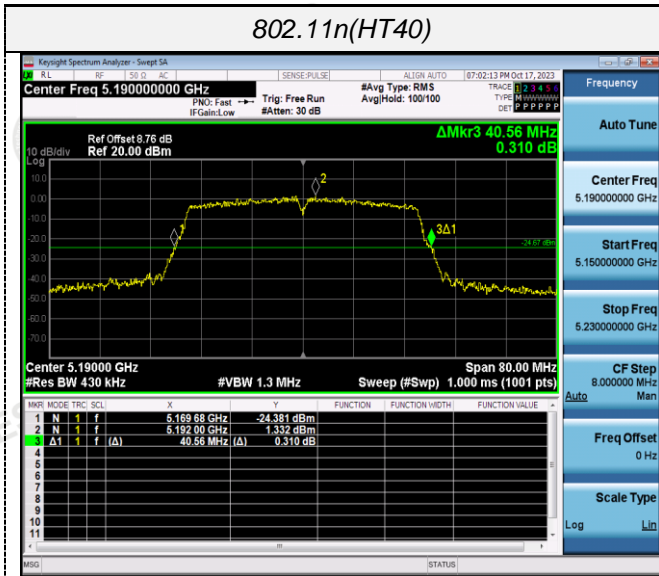 802.11n(HT40)
Keysight Spectrum Analyzer - Swept SA
RL RF 50 Ω AC SENSE:PULSE ALIGN AUTO 07:02:13 PM Oct 17, 2023
Center Freq 5.190000000 GHz
PNO: Fast
IFGain:Low
Trig: Free Run
#Atten: 30 dB
#Avg Type: RMS
Avg|Hold: 100/100
TRACE 1 2 3 4 5 6
TYPE M WWWWW
DET P P P P P P
Frequency
Auto Tune
Center Freq
5.190000000 GHz
Start Freq
5.150000000 GHz
Stop Freq
5.230000000 GHz
CF Step
8.000000 MHz
Auto Man
Freq Offset
0 Hz
Scale Type
Log Lin
Ref Offset 8.76 dB
10 dB/div Ref 20.00 dBm
Log
ΔMkr3 40.56 MHz
0.310 dB
10.0
0.00
-10.0
-20.0
-30.0
-40.0
-50.0
-60.0
-70.0
1
2
3Δ1
-24.67 dBm
Center 5.19000 GHz Span 80.00 MHz
#Res BW 430 kHz #VBW 1.3 MHz Sweep (#Swp) 1.000 ms (1001 pts)
MKR MODE TRC SCL X Y FUNCTION FUNCTION WIDTH FUNCTION VALUE
1 N 1 f 5.169 68 GHz -24.381 dBm
2 N 1 f 5.192 00 GHz 1.332 dBm
3 Δ1 1 f (Δ) 40.56 MHz (Δ) 0.310 dB
4
5
6
7
8
9
10
11
MSG STATUS